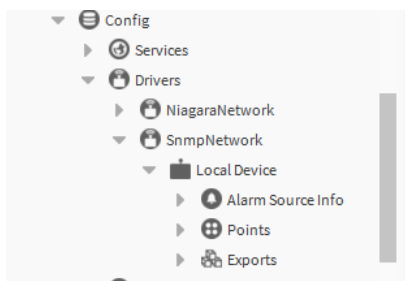 Config
Services
Drivers
NiagaraNetwork
SnmpNetwork
Local Device
Alarm Source Info
Points
Exports